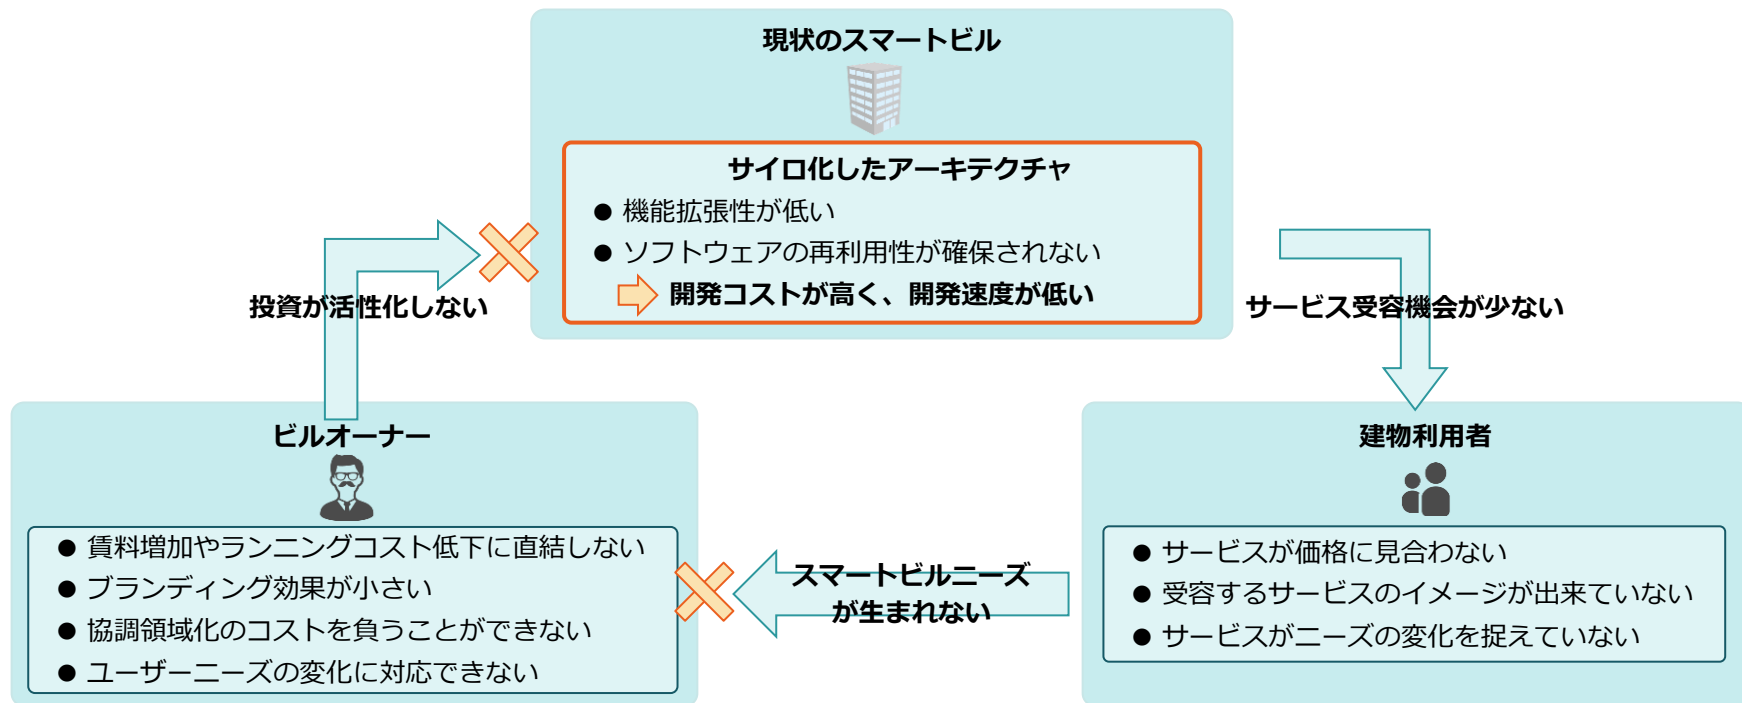 現状のスマートビル
サイロ化したアーキテクチャ
● 機能拡張性が低い
● ソフトウェアの再利用性が確保されない
開発コストが高く、開発速度が低い
投資が活性化しない
サービス受容機会が少ない
ビルオーナー
● 賃料増加やランニングコスト低下に直結しない
● ブランディング効果が小さい
● 協調領域化のコストを負うことができない
● ユーザーニーズの変化に対応できない
スマートビルニーズ
が生まれない
建物利用者
● サービスが価格に見合わない
● 受容するサービスのイメージが出来ていない
● サービスがニーズの変化を捉えていない